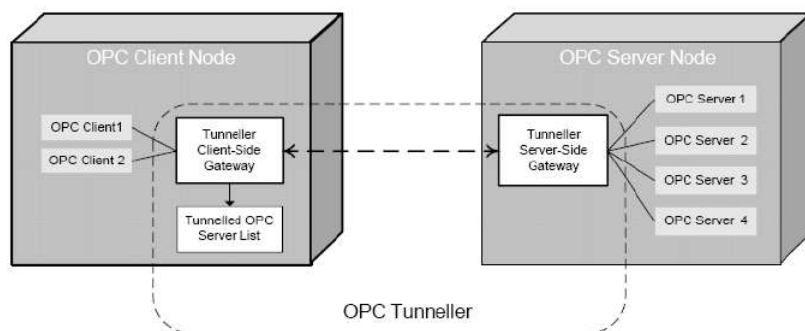 OPC Client Node
OPC Server Node
OPC Client1
OPC Client 2
Tunneller
Client-Side
Gateway
Tunnelled OPC
Server List
Tunneller
Server-Side
Gateway
OPC Server 1
OPC Server 2
OPC Server 3
OPC Server 4
OPC Tunneller